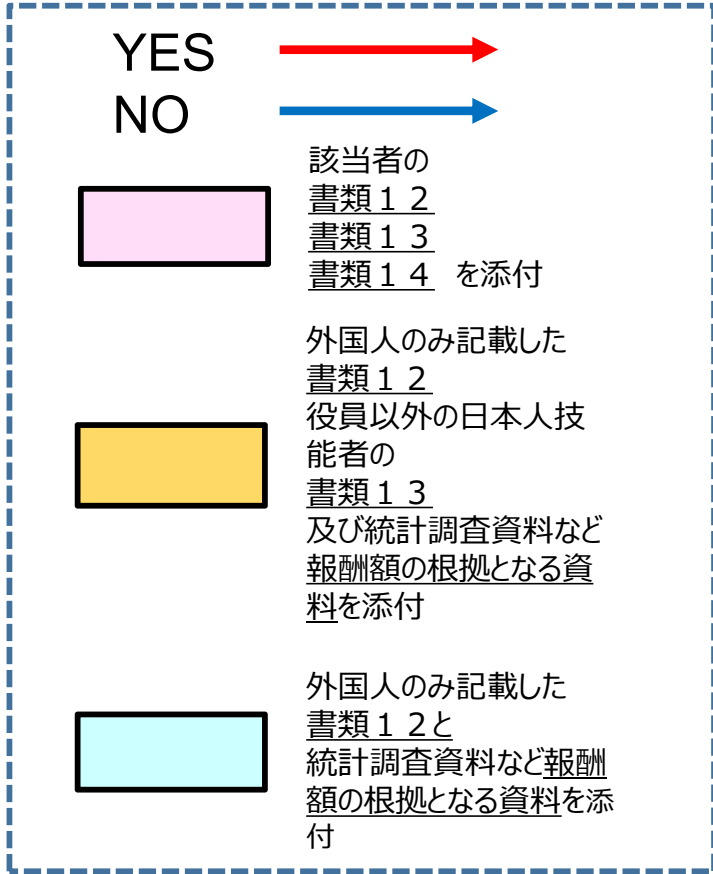 YES
NO
該当者の
書類１２
書類１３
書類１４ を添付
外国人のみ記載した
書類１２
役員以外の日本人技
能者の
書類１３
及び統計調査資料など
報酬額の根拠となる資
料を添付
外国人のみ記載した
書類１２と
統計調査資料など報酬
額の根拠となる資料を添
付